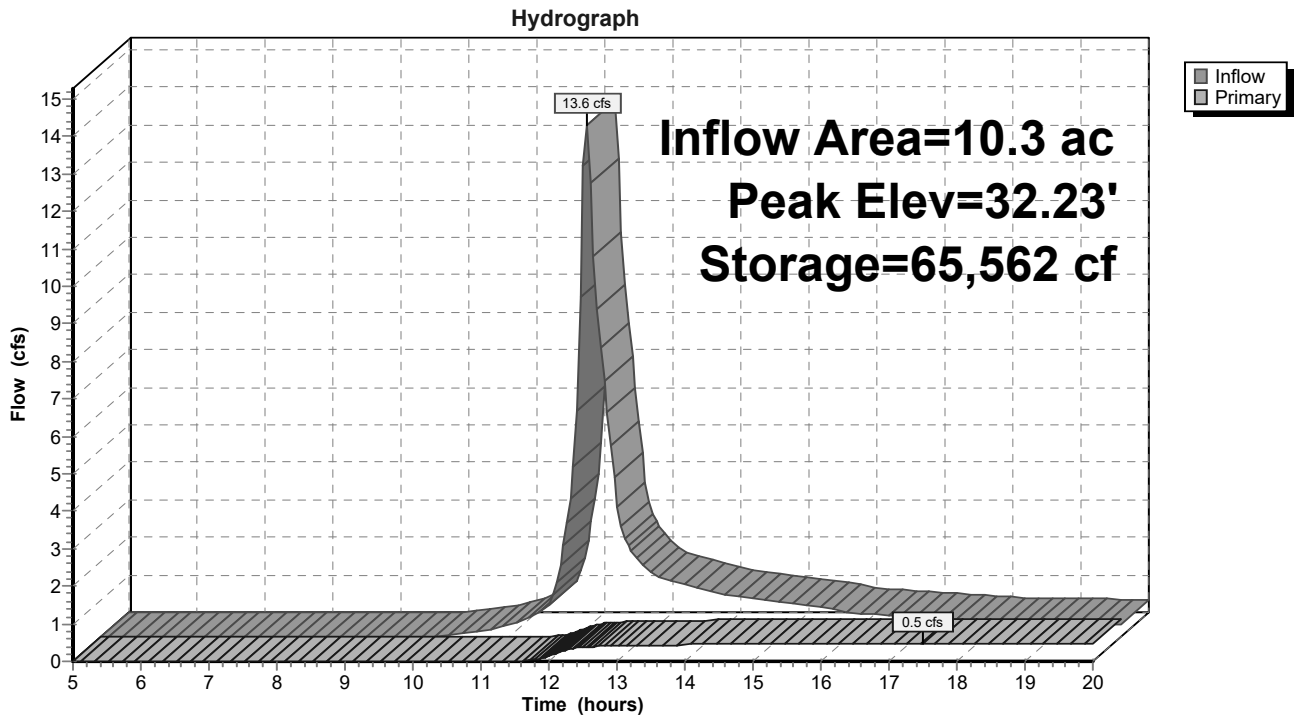 Hydrograph
Inflow
Primary
13.6 cfs
Inflow Area=10.3 ac
Peak Elev=32.23'
Storage=65,562 cf
0.5 cfs
Flow (cfs)
15
14
13
12
11
10
9
8
7
6
5
4
3
2
1
0
5 6 7 8 9 10 11 12 13 14 15 16 17 18 19 20
Time (hours)